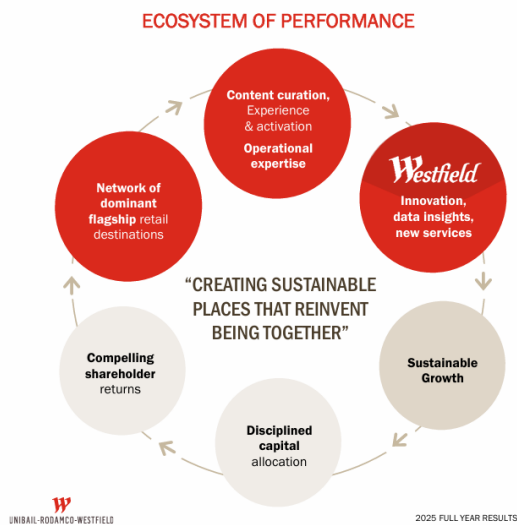 ECOSYSTEM OF PERFORMANCE
Content curation,
Experience
& activation
Operational
expertise
Westfield
Innovation,
data insights,
new services
Network of
dominant
flagship retail
destinations
“CREATING SUSTAINABLE
PLACES THAT REINVENT
BEING TOGETHER”
Sustainable
Growth
Compelling
shareholder
returns
Disciplined
capital
allocation
W
UNIBAIL-RODAMCO-WESTFIELD
2025 FULL YEAR RESULTS